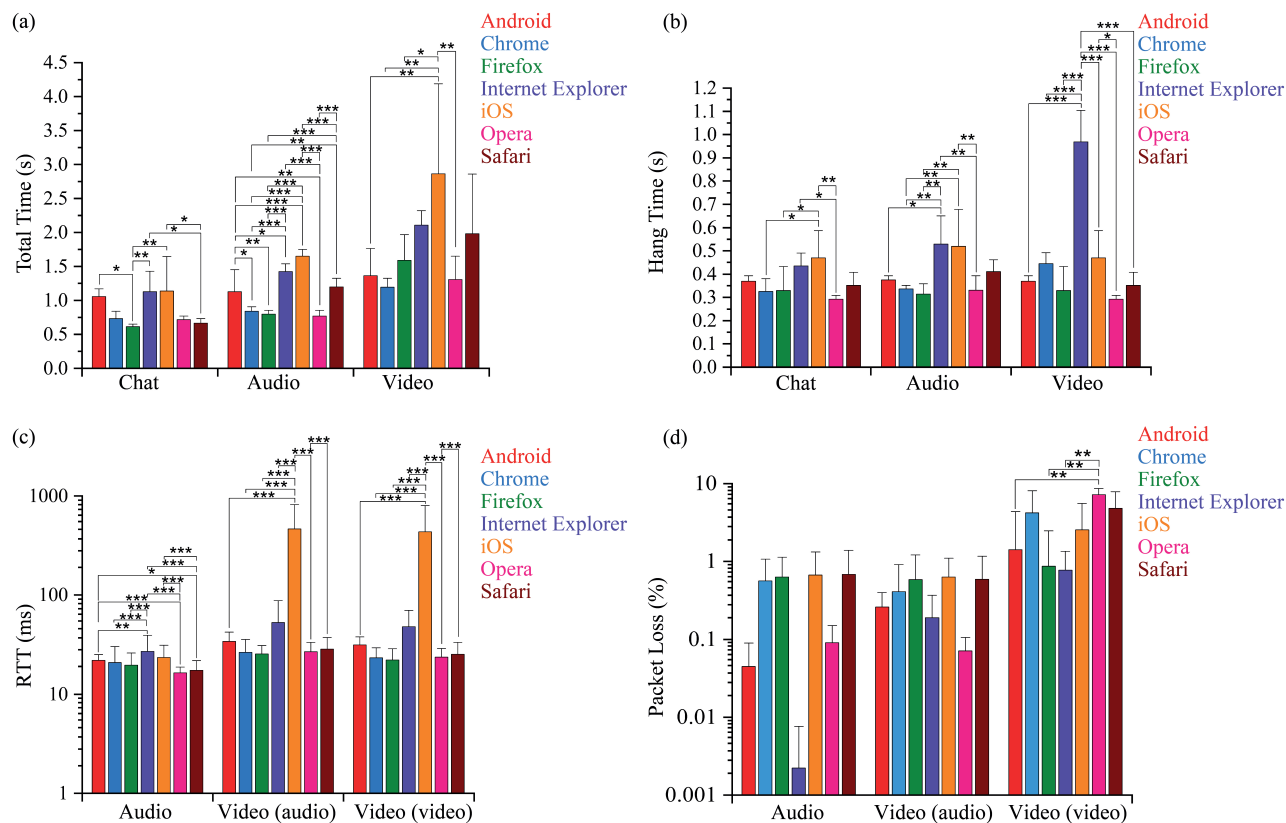 (a)
Android
Chrome
Firefox
Internet Explorer
iOS
Opera
Safari
Total Time (s)
4.5
4.0
3.5
3.0
2.5
2.0
1.5
1.0
0.5
0.0
* ** *** * **
* ** ** * *
** * *** *** *** ** *** *** *** *** ** *** *** *** ***
** ** * **
Chat Audio Video
(b)
Android
Chrome
Firefox
Internet Explorer
iOS
Opera
Safari
Hang Time (s)
1.2
1.1
1.0
0.9
0.8
0.7
0.6
0.5
0.4
0.3
0.2
0.1
0.0
* * * **
* ** ** ** ** **
*** *** *** *** *** * ***
Chat Audio Video
(c)
Android
Chrome
Firefox
Internet Explorer
iOS
Opera
Safari
RTT (ms)
1000
100
10
1
** *** *** *** *** * *** ***
*** *** *** *** *** ***
*** *** *** *** *** ***
Audio Video (audio) Video (video)
(d)
Android
Chrome
Firefox
Internet Explorer
iOS
Opera
Safari
Packet Loss (%)
10
1
0.1
0.01
0.001
** ** **
Audio Video (audio) Video (video)